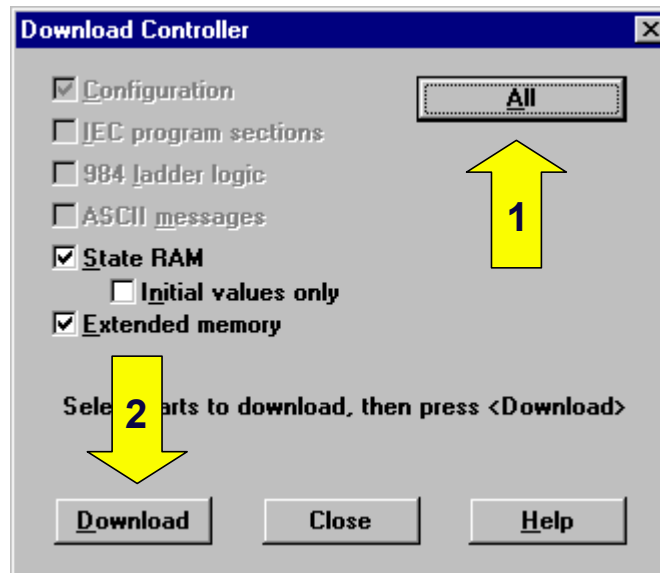 Download Controller
Configuration
All
IEC program sections
984 ladder logic
1
ASCII messages
State RAM
Initial values only
Extended memory
2
Sele arts to download, then press <Download>
Download Close Help